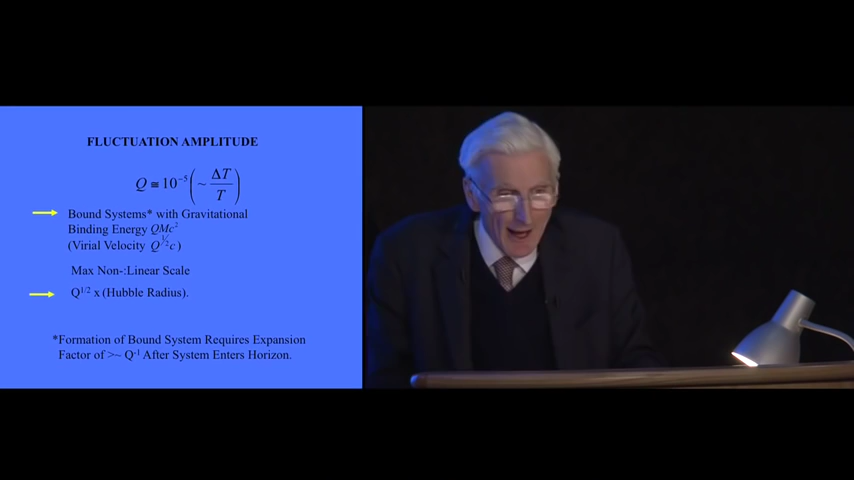 FLUCTUATION AMPLITUDE
Q ≅ 10⁻⁵(~ ΔT/T)
Bound Systems* with Gravitational
Binding Energy QMc²
(Virial Velocity Q^½c)
Max Non-:Linear Scale
Q^1/2 x (Hubble Radius).
*Formation of Bound System Requires Expansion
Factor of >~ Q⁻¹ After System Enters Horizon.